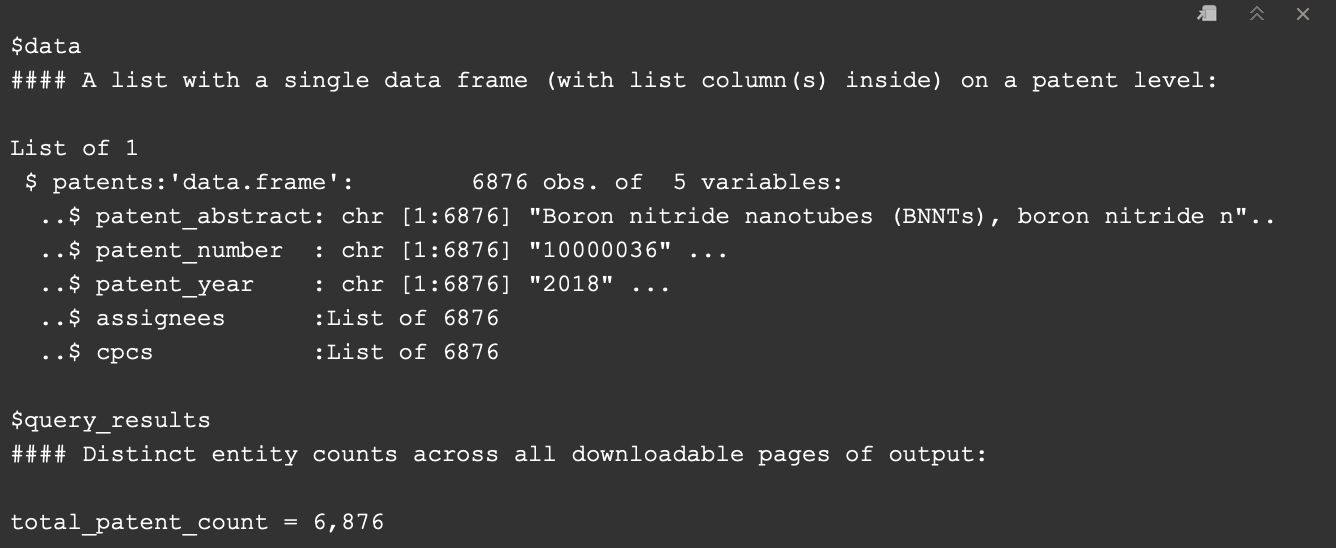 $data
#### A list with a single data frame (with list column(s) inside) on a patent level:
List of 1
$ patents:'data.frame': 6876 obs. of 5 variables:
..$ patent_abstract: chr [1:6876] "Boron nitride nanotubes (BNNTs), boron nitride n"..
..$ patent_number : chr [1:6876] "10000036" ...
..$ patent_year : chr [1:6876] "2018" ...
..$ assignees :List of 6876
..$ cpcs :List of 6876
$query_results
#### Distinct entity counts across all downloadable pages of output:
total_patent_count = 6,876